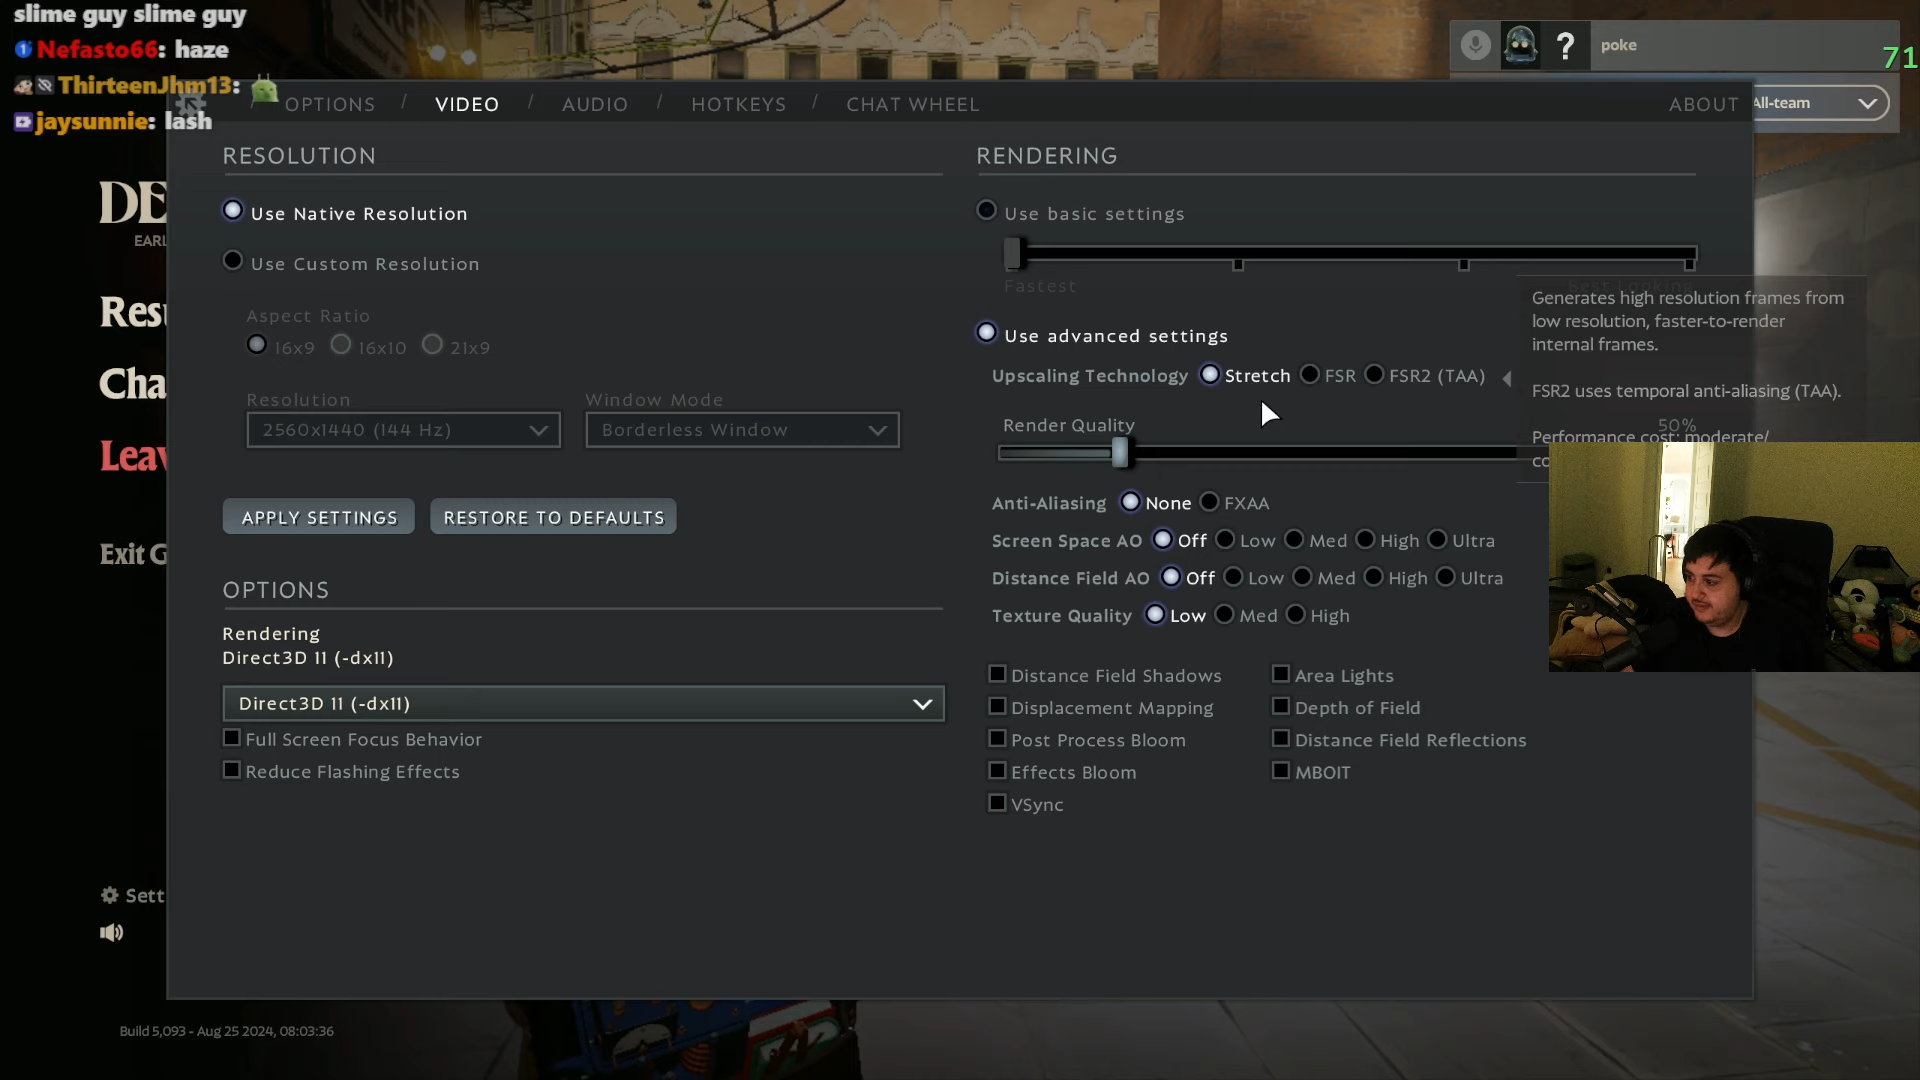 slime guy slime guy
Nefasto66: haze
ThirteenJhm13:
jaysunnie: lash
poke
71
All-team
OPTIONS / VIDEO / AUDIO / HOTKEYS / CHAT WHEEL
ABOUT
DE
EARL
Resu
Cha
Leav
Exit G
Sett
RESOLUTION
Use Native Resolution
Use Custom Resolution
Aspect Ratio
16x9 16x10 21x9
Resolution Window Mode
2560x1440 (144 Hz) Borderless Window
APPLY SETTINGS RESTORE TO DEFAULTS
OPTIONS
Rendering
Direct3D 11 (-dx11)
Direct3D 11 (-dx11)
Full Screen Focus Behavior
Reduce Flashing Effects
RENDERING
Use basic settings
Fastest Best Looking
Use advanced settings
Upscaling Technology Stretch FSR FSR2 (TAA)
Render Quality 50%
Anti-Aliasing None FXAA
Screen Space AO Off Low Med High Ultra
Distance Field AO Off Low Med High Ultra
Texture Quality Low Med High
Distance Field Shadows Area Lights
Displacement Mapping Depth of Field
Post Process Bloom Distance Field Reflections
Effects Bloom MBOIT
VSync
Generates high resolution frames from
low resolution, faster-to-render
internal frames.
FSR2 uses temporal anti-aliasing (TAA).
Performance cost: moderate/
Build 5,093 - Aug 25 2024, 08:03:36